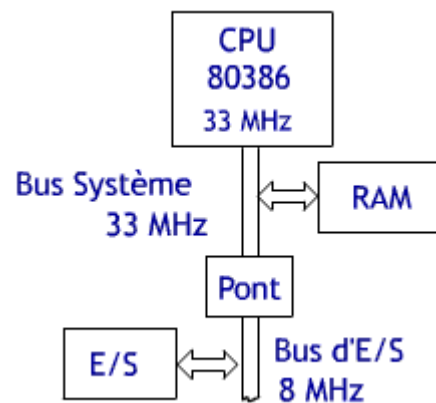 CPU
80386
33 MHz
Bus Système
33 MHz
RAM
Pont
E/S
Bus d'E/S
8 MHz